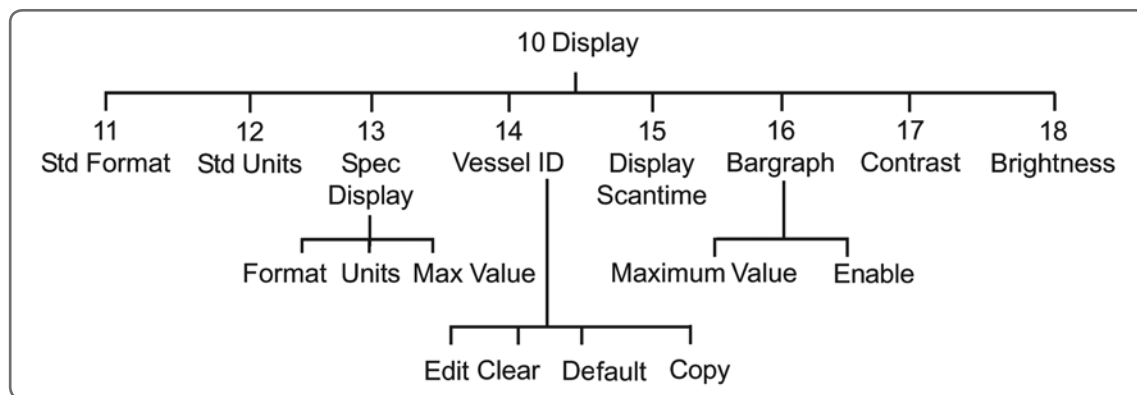 10 Display
11 12 13 14 15 16 17 18
Std Format Std Units Spec Vessel ID Display Bargraph Contrast Brightness
Display Scantime
Format Units Max Value Maximum Value Enable
Edit Clear Default Copy